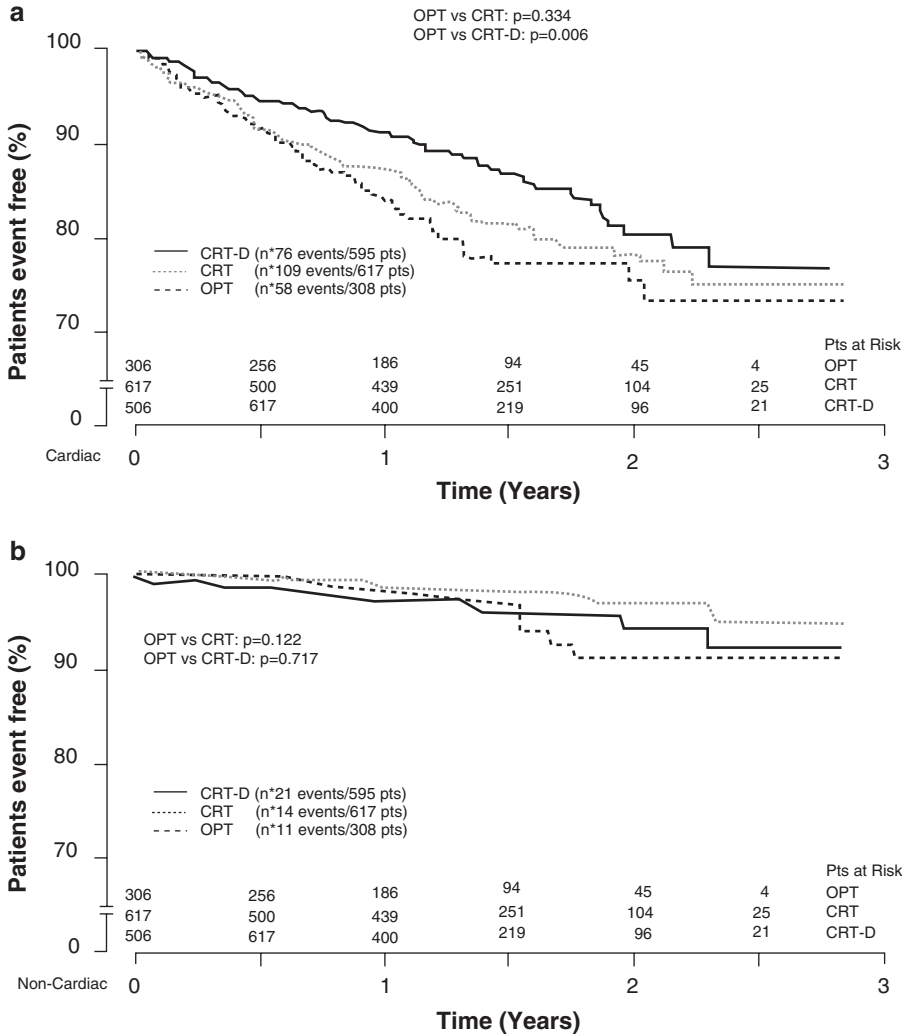 a
OPT vs CRT: p=0.334
OPT vs CRT-D: p=0.006
Patients event free (%)
100
90
80
70
0
CRT-D (n*76 events/595 pts)
CRT (n*109 events/617 pts)
OPT (n*58 events/308 pts)
Pts at Risk
306 256 186 94 45 4 OPT
617 500 439 251 104 25 CRT
506 617 400 219 96 21 CRT-D
Cardiac 0 1 2 3
Time (Years)
b
Patients event free (%)
100
90
80
70
0
OPT vs CRT: p=0.122
OPT vs CRT-D: p=0.717
CRT-D (n*21 events/595 pts)
CRT (n*14 events/617 pts)
OPT (n*11 events/308 pts)
Pts at Risk
306 256 186 94 45 4 OPT
617 500 439 251 104 25 CRT
506 617 400 219 96 21 CRT-D
Non-Cardiac 0 1 2 3
Time (Years)